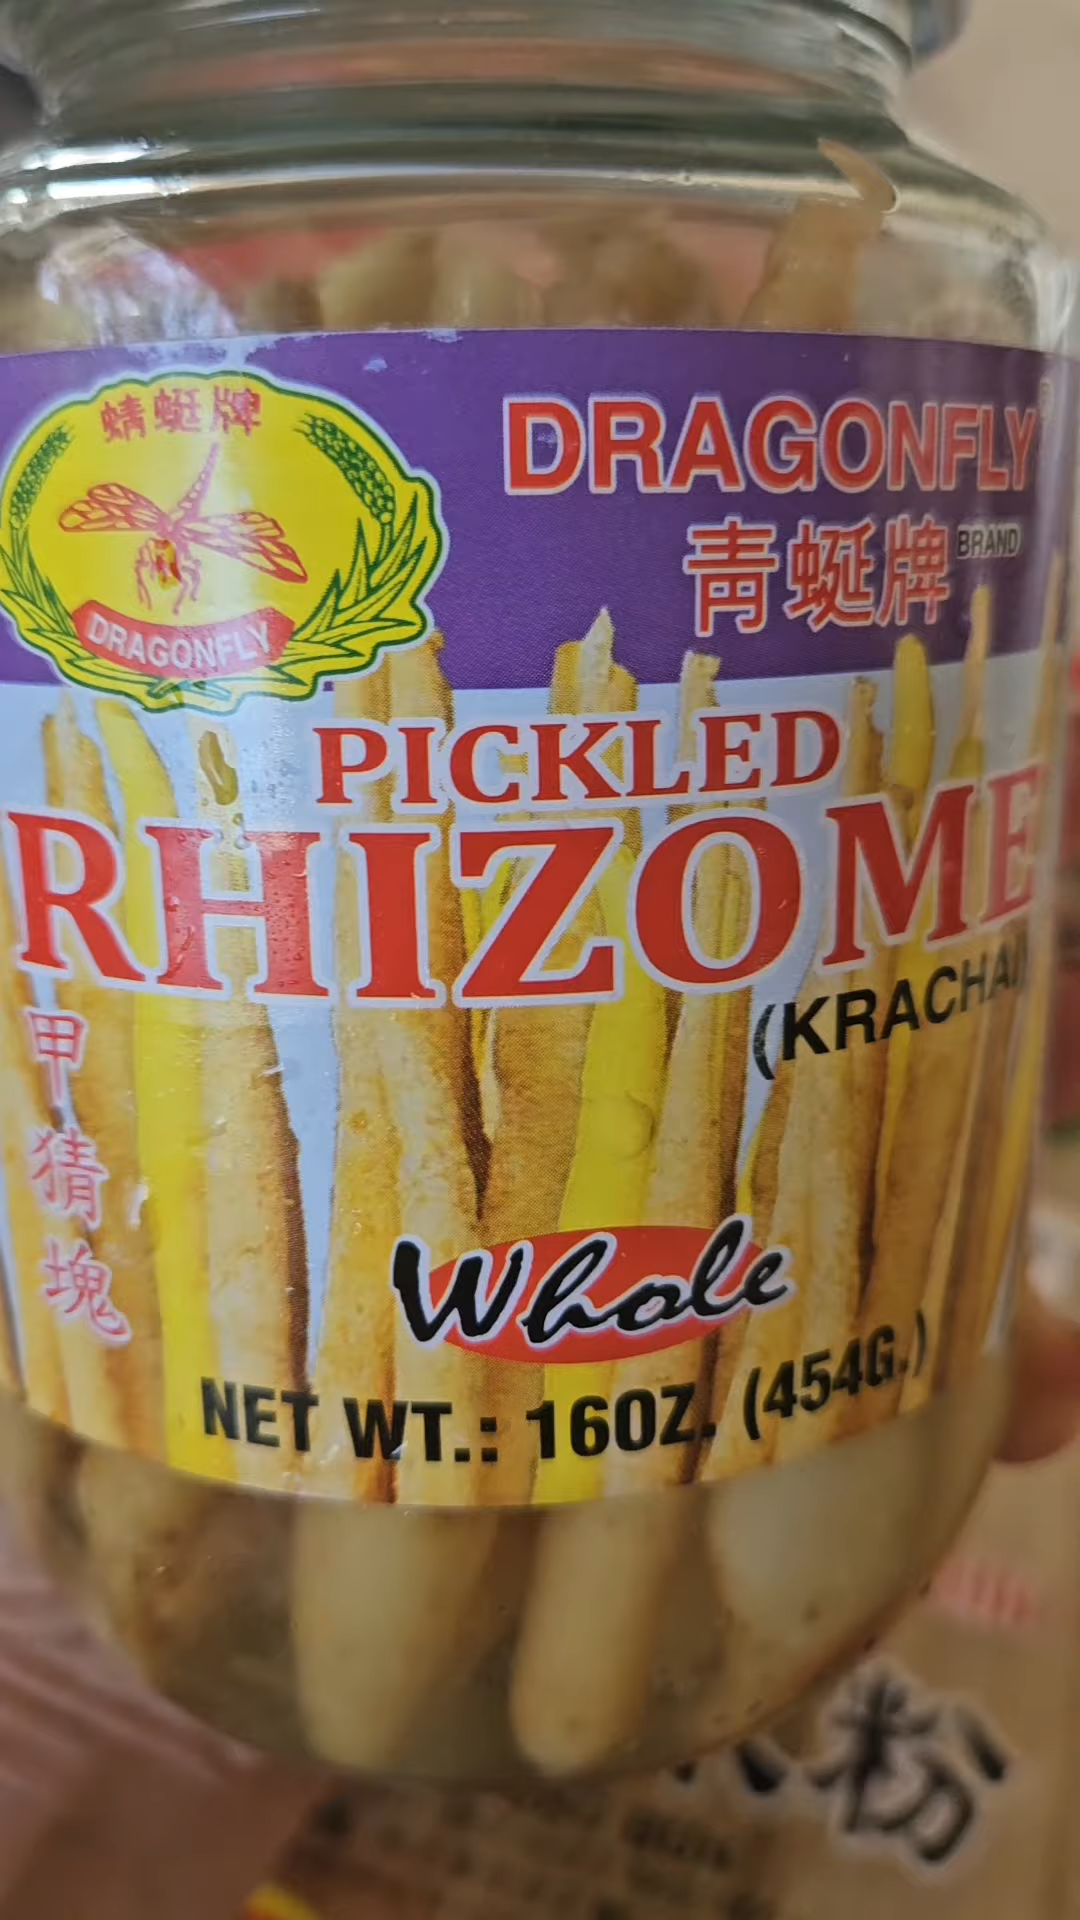 蜻蜓牌
DRAGONFLY
DRAGONFLY
青蜓牌 BRAND
PICKLED
RHIZOME
(KRACHAI)
甲猜塊
Whole
NET WT.: 16OZ. (454G.)
粉